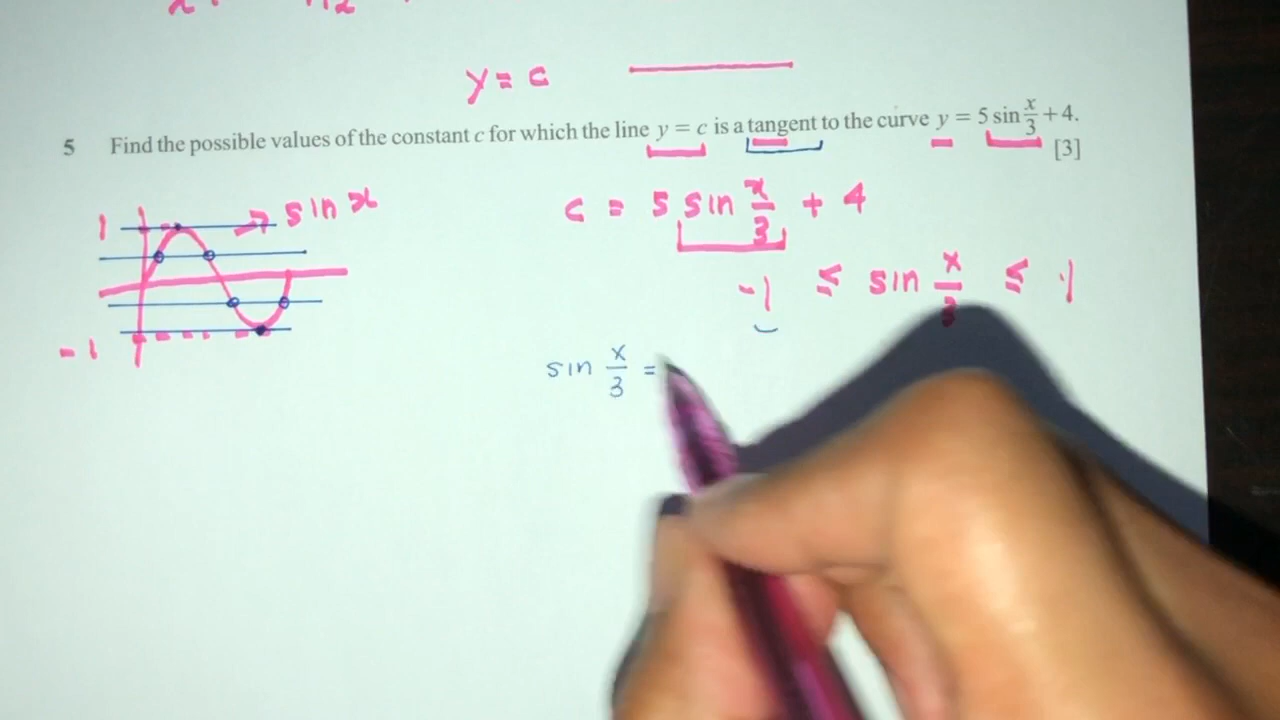 y = c
5 Find the possible values of the constant c for which the line y = c is a tangent to the curve y = 5 sin x/3 + 4.
[3]
1 → sin x
c = 5 sin x/3 + 4
-1 ≤ sin x/3 ≤ 1
-1
sin x/3 =